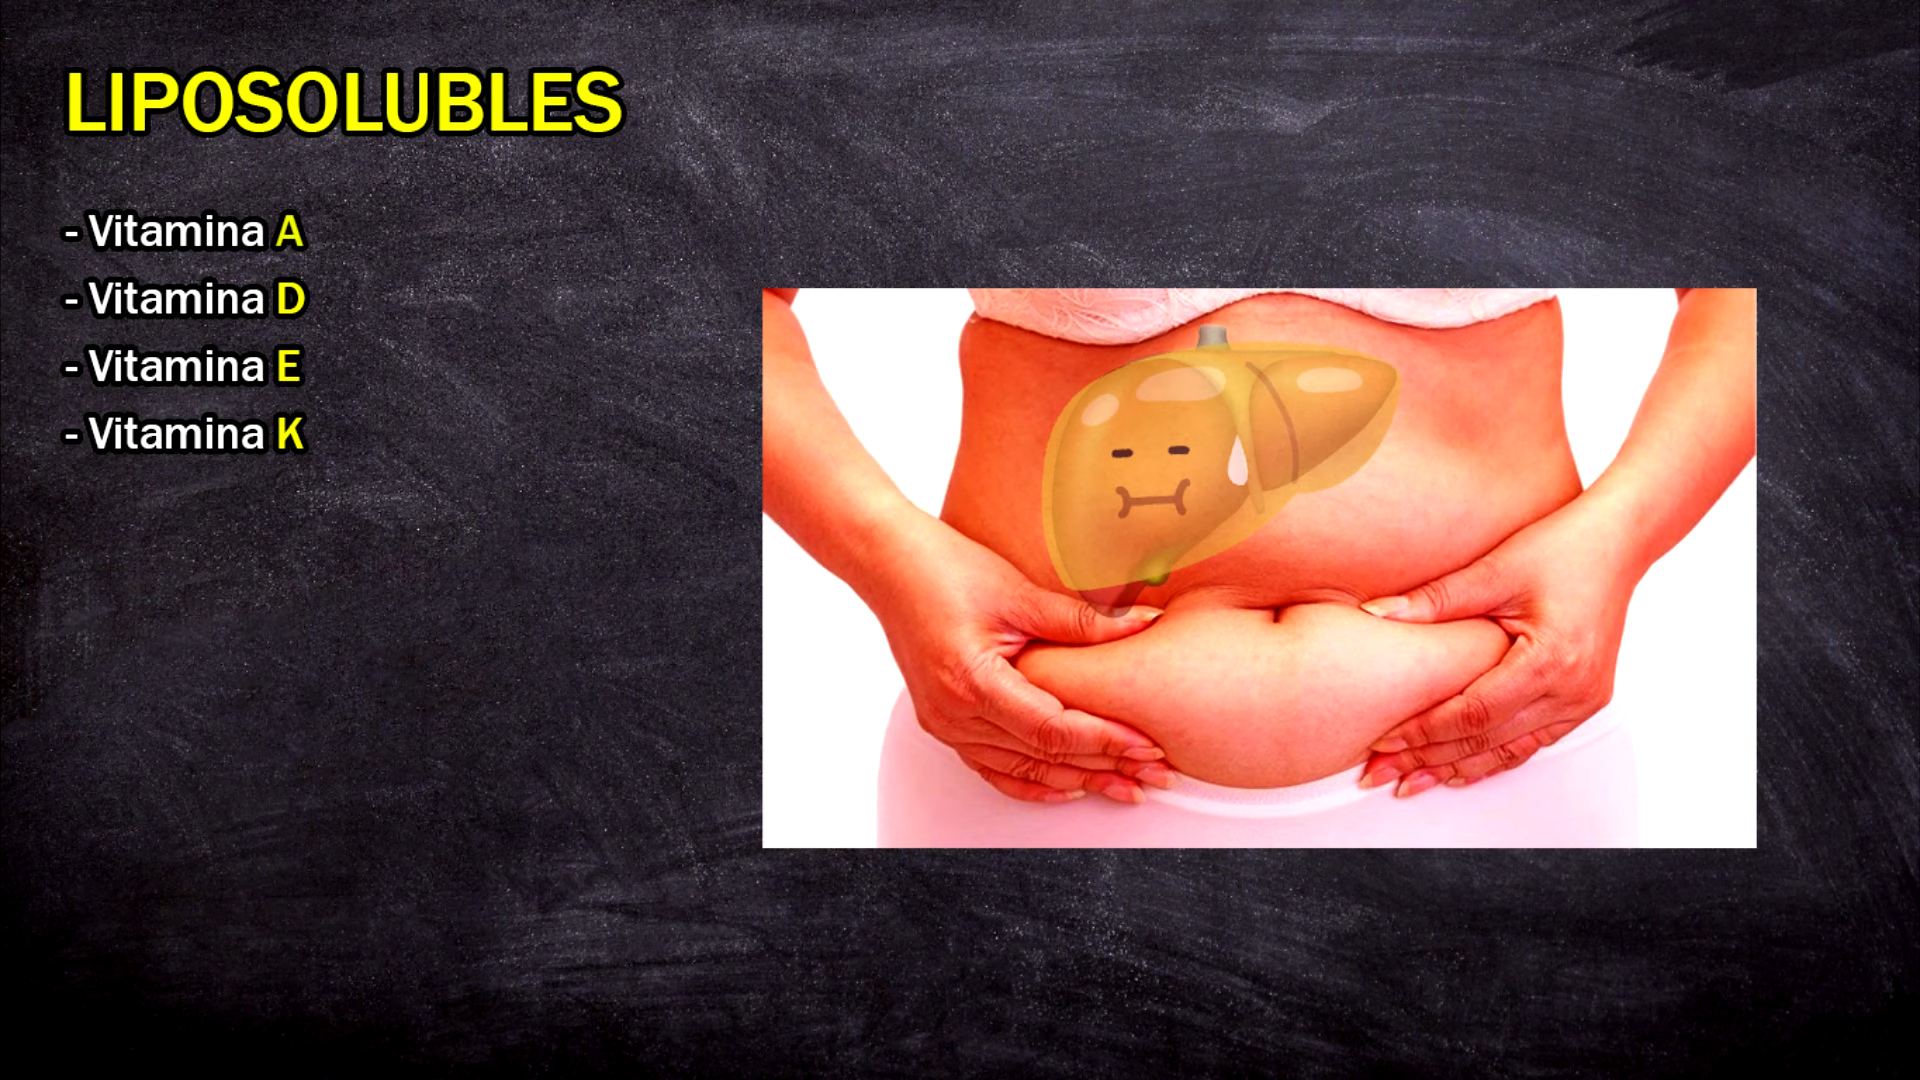 LIPOSOLUBLES
- Vitamina A
- Vitamina D
- Vitamina E
- Vitamina K